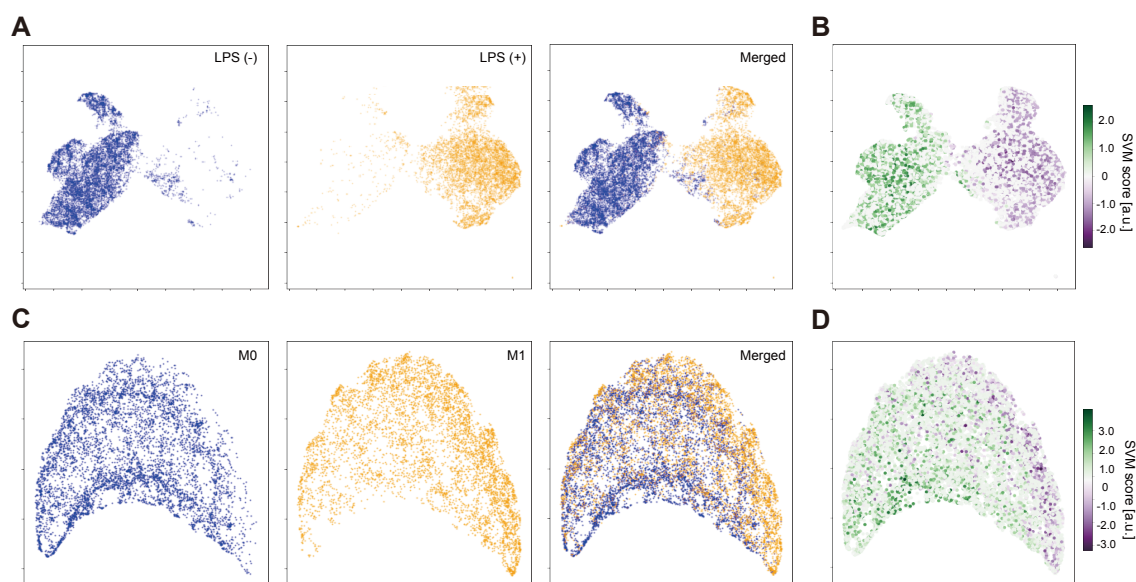 A
LPS (-)
LPS (+)
Merged
B
2.0
1.0
0
-1.0
-2.0
SVM score [a.u.]
C
M0
M1
Merged
D
3.0
2.0
1.0
0
-1.0
-2.0
-3.0
SVM score [a.u.]